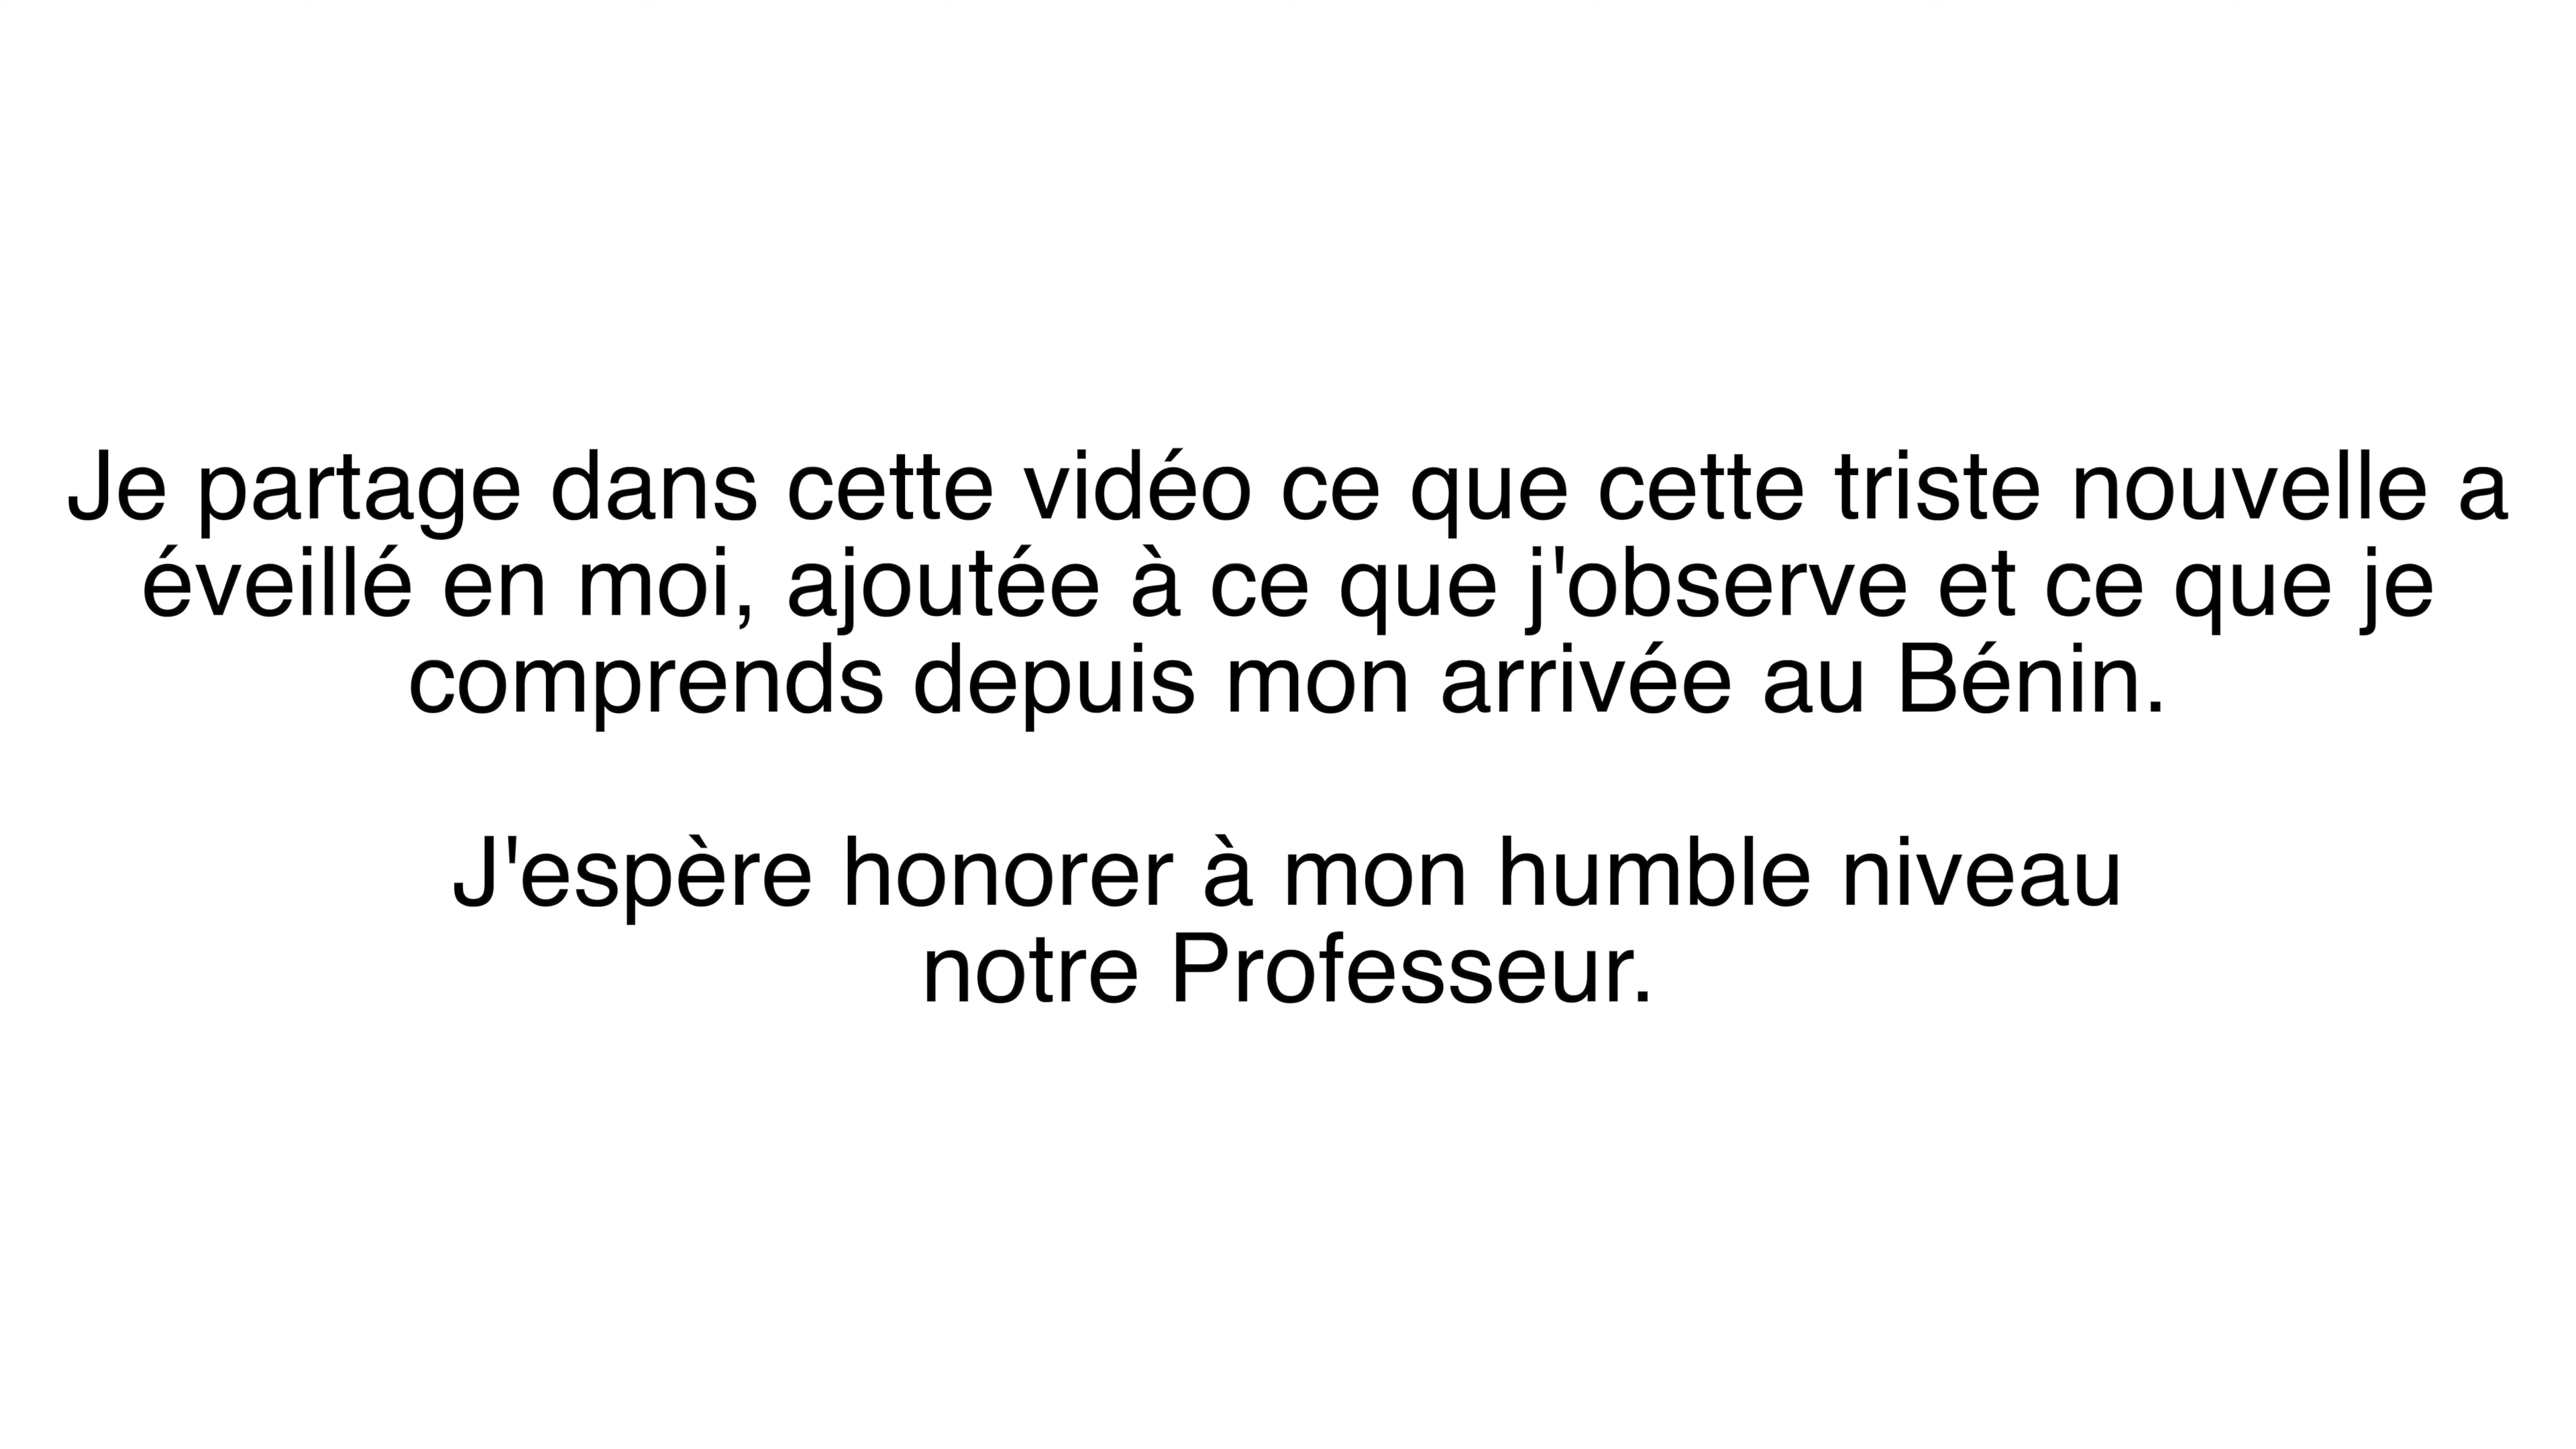 Je partage dans cette vidéo ce que cette triste nouvelle a
éveillé en moi, ajoutée à ce que j'observe et ce que je
comprends depuis mon arrivée au Bénin.
J'espère honorer à mon humble niveau
notre Professeur.